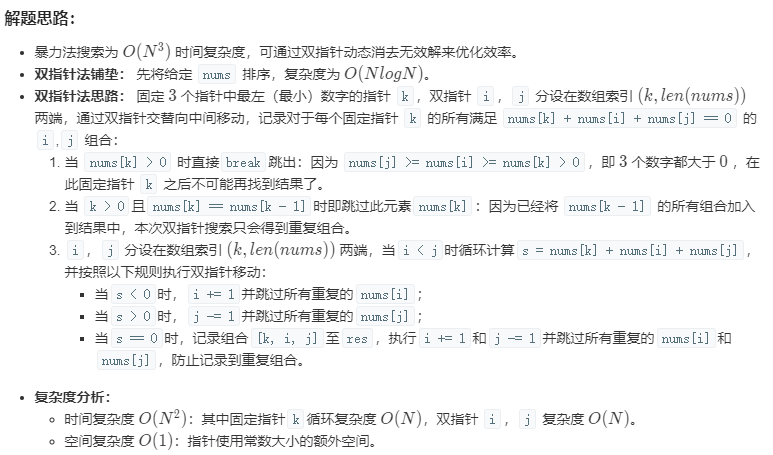 解题思路：
• 暴力法搜索为 O(N³) 时间复杂度，可通过双指针动态消去无效解来优化效率。
• 双指针法铺垫： 先将给定 nums 排序，复杂度为 O(NlogN)。
• 双指针法思路： 固定 3 个指针中最左（最小）数字的指针 k ，双指针 i ， j 分设在数组索引 (k, len(nums))
两端，通过双指针交替向中间移动，记录对于每个固定指针 k 的所有满足 nums[k] + nums[i] + nums[j] == 0 的
i , j 组合：
1. 当 nums[k] > 0 时直接 break 跳出：因为 nums[j] >= nums[i] >= nums[k] > 0 ，即 3 个数字都大于 0 ，在
此固定指针 k 之后不可能再找到结果了。
2. 当 k > 0 且 nums[k] == nums[k - 1] 时即跳过此元素 nums[k] ：因为已经将 nums[k - 1] 的所有组合加入
到结果中，本次双指针搜索只会得到重复组合。
3. i ， j 分设在数组索引 (k, len(nums)) 两端，当 i < j 时循环计算 s = nums[k] + nums[i] + nums[j] ，
并按照以下规则执行双指针移动：
▪ 当 s < 0 时， i += 1 并跳过所有重复的 nums[i] ；
▪ 当 s > 0 时， j -= 1 并跳过所有重复的 nums[j] ；
▪ 当 s == 0 时，记录组合 [k, i, j] 至 res ，执行 i += 1 和 j -= 1 并跳过所有重复的 nums[i] 和
nums[j] ，防止记录到重复组合。
• 复杂度分析：
◦ 时间复杂度 O(N²)：其中固定指针 k 循环复杂度 O(N)，双指针 i ， j 复杂度 O(N)。
◦ 空间复杂度 O(1)：指针使用常数大小的额外空间。